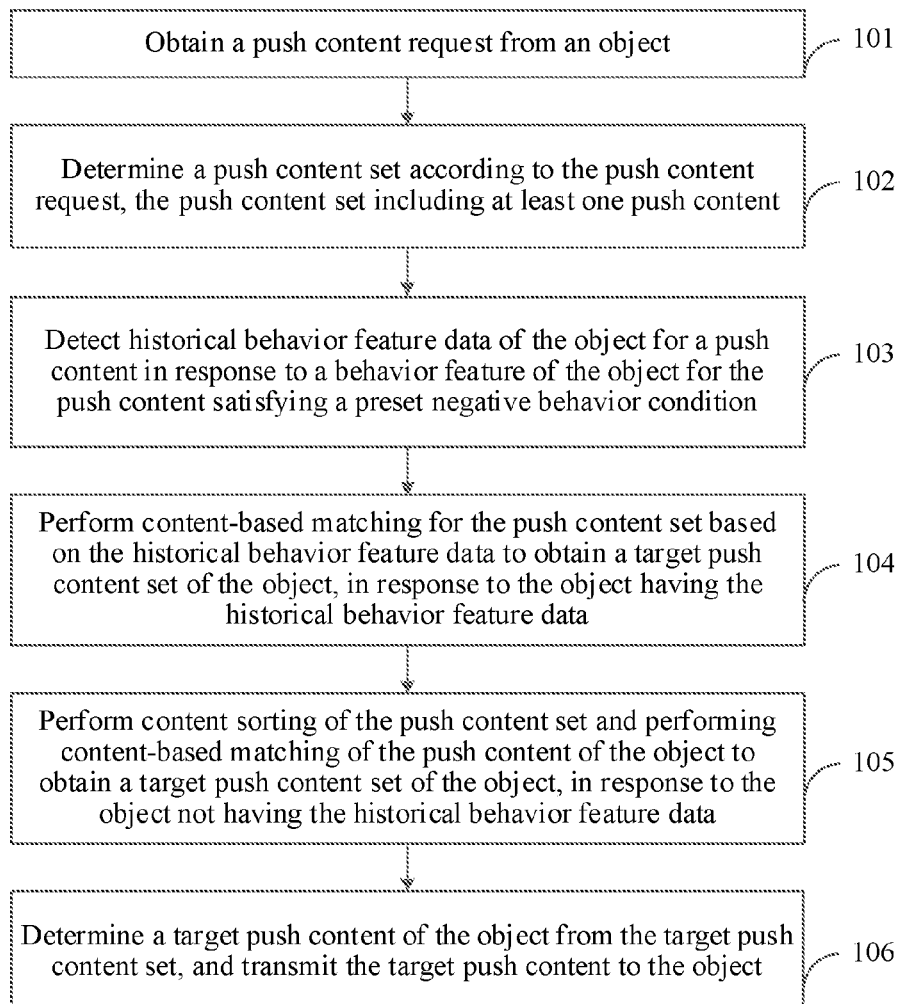 Obtain a push content request from an object
101
Determine a push content set according to the push content
request, the push content set including at least one push content
102
Detect historical behavior feature data of the object for a push
content in response to a behavior feature of the object for the
push content satisfying a preset negative behavior condition
103
Perform content-based matching for the push content set based
on the historical behavior feature data to obtain a target push
content set of the object, in response to the object having the
historical behavior feature data
104
Perform content sorting of the push content set and performing
content-based matching of the push content of the object to
obtain a target push content set of the object, in response to the
object not having the historical behavior feature data
105
Determine a target push content of the object from the target push
content set, and transmit the target push content to the object
106